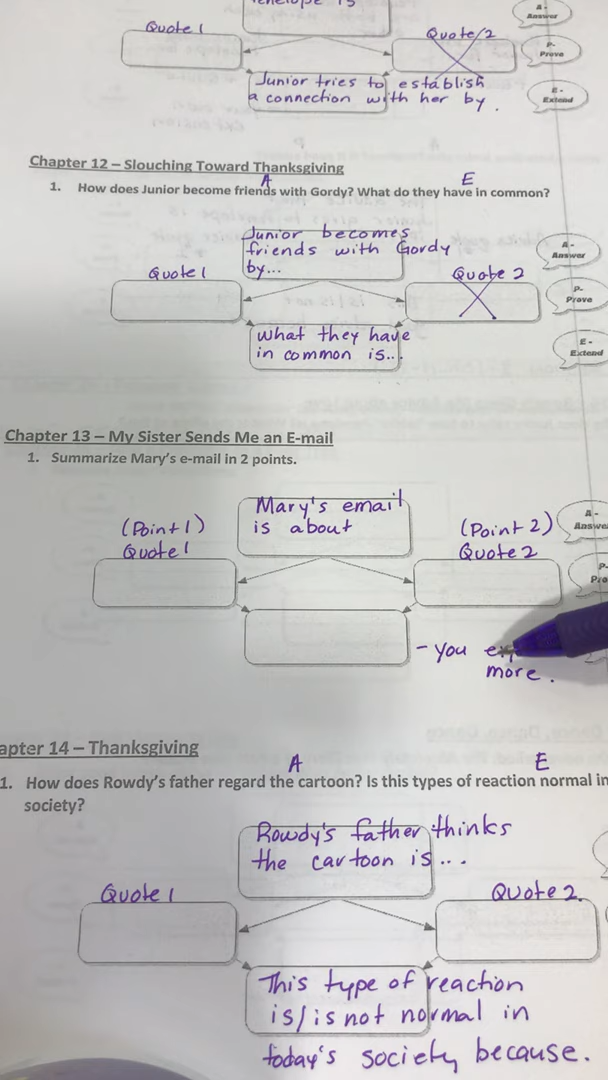 Penelope is
Quote 1
Quote 2
A-
Answer
P-
Prove
E-
Extend
Junior tries to establish
a connection with her by .
Chapter 12 – Slouching Toward Thanksgiving
A E
1. How does Junior become friends with Gordy? What do they have in common?
Junior becomes
friends with Gordy
by...
Quote 1
Quote 2
A-
Answer
P-
Prove
E-
Extend
what they have
in common is...
Chapter 13 – My Sister Sends Me an E-mail
1. Summarize Mary's e-mail in 2 points.
Mary's email
is about
(Point 1)
Quote 1
(Point 2)
Quote 2
A-
Answe
P-
Pro
- you
more.
apter 14 – Thanksgiving
A E
1. How does Rowdy's father regard the cartoon? Is this types of reaction normal in
society?
Rowdy's father thinks
the cartoon is...
Quote 1
Quote 2.
This type of reaction
is/is not normal in
today's society because.